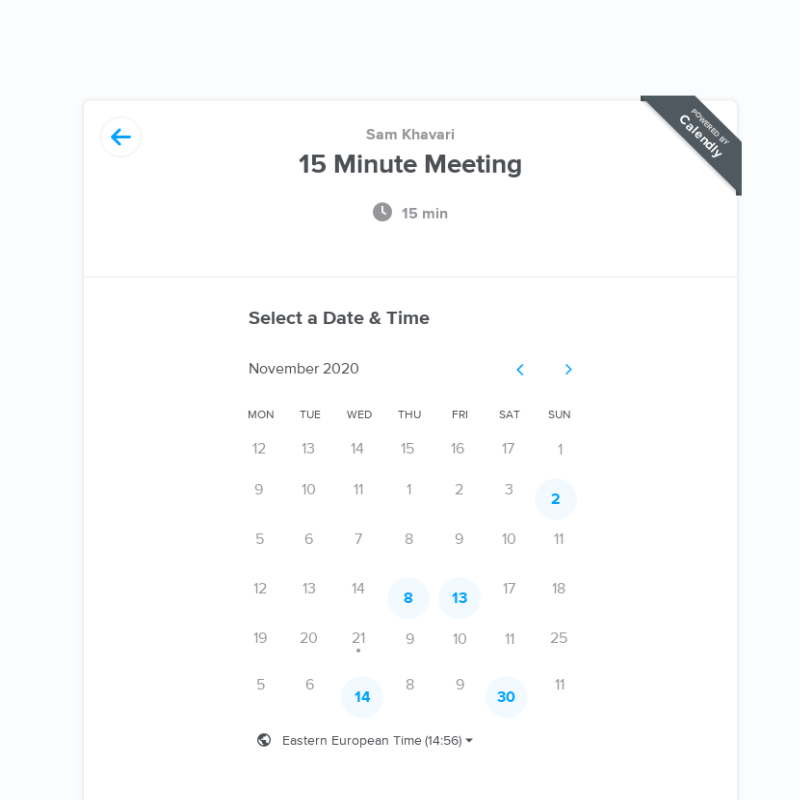 POWERED BY
Calendly
Sam Khavari
15 Minute Meeting
15 min
Select a Date & Time
November 2020
MON TUE WED THU FRI SAT SUN
12 13 14 15 16 17 1
9 10 11 1 2 3 2
5 6 7 8 9 10 11
12 13 14 8 13 17 18
19 20 21 9 10 11 25
5 6 14 8 9 30 11
Eastern European Time (14:56)